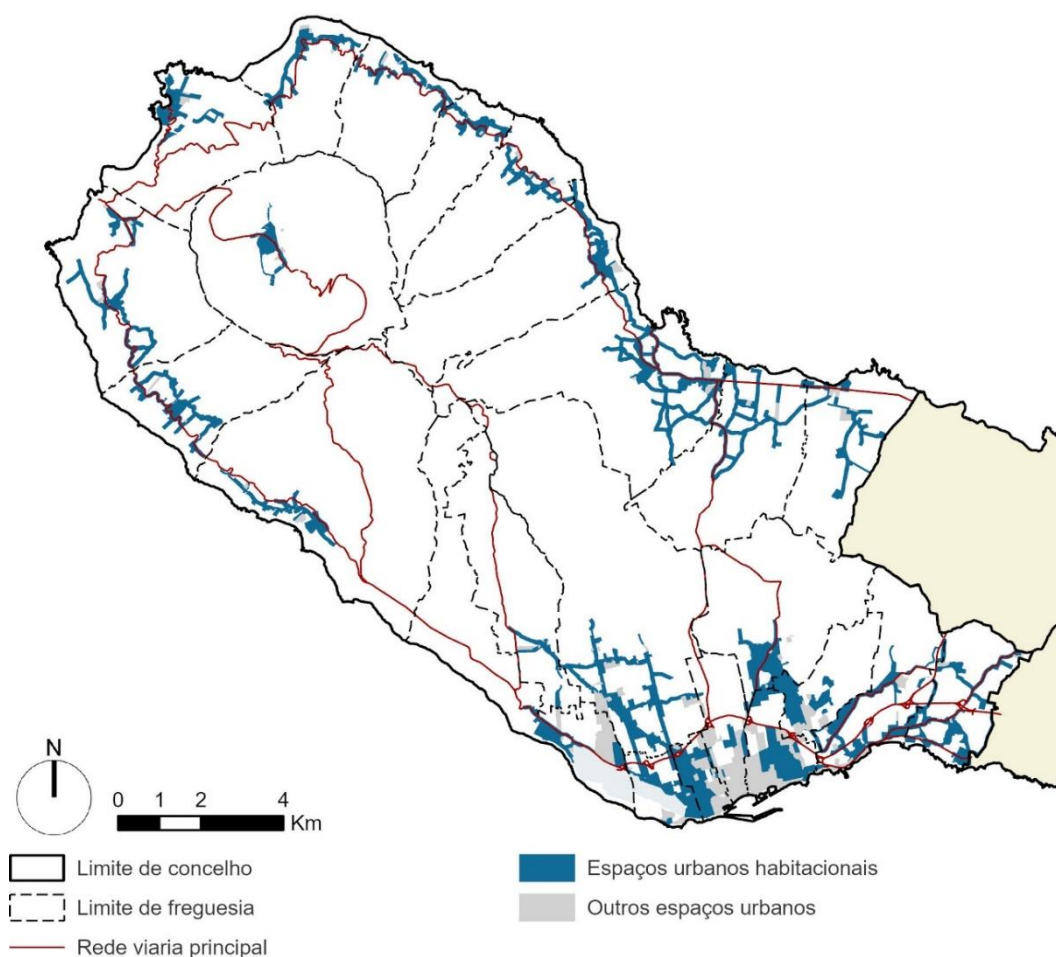 N
0 1 2 4
Km
Limite de concelho
Limite de freguesia
Rede viaria principal
Espaços urbanos habitacionais
Outros espaços urbanos